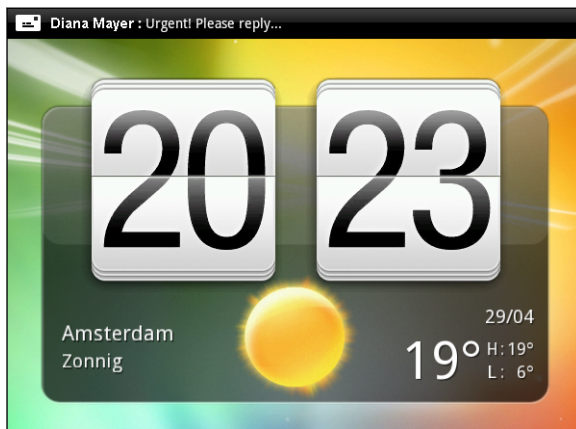 Diana Mayer : Urgent! Please reply...
20 23
Amsterdam
Zonnig
29/04
19° H:19°
L: 6°